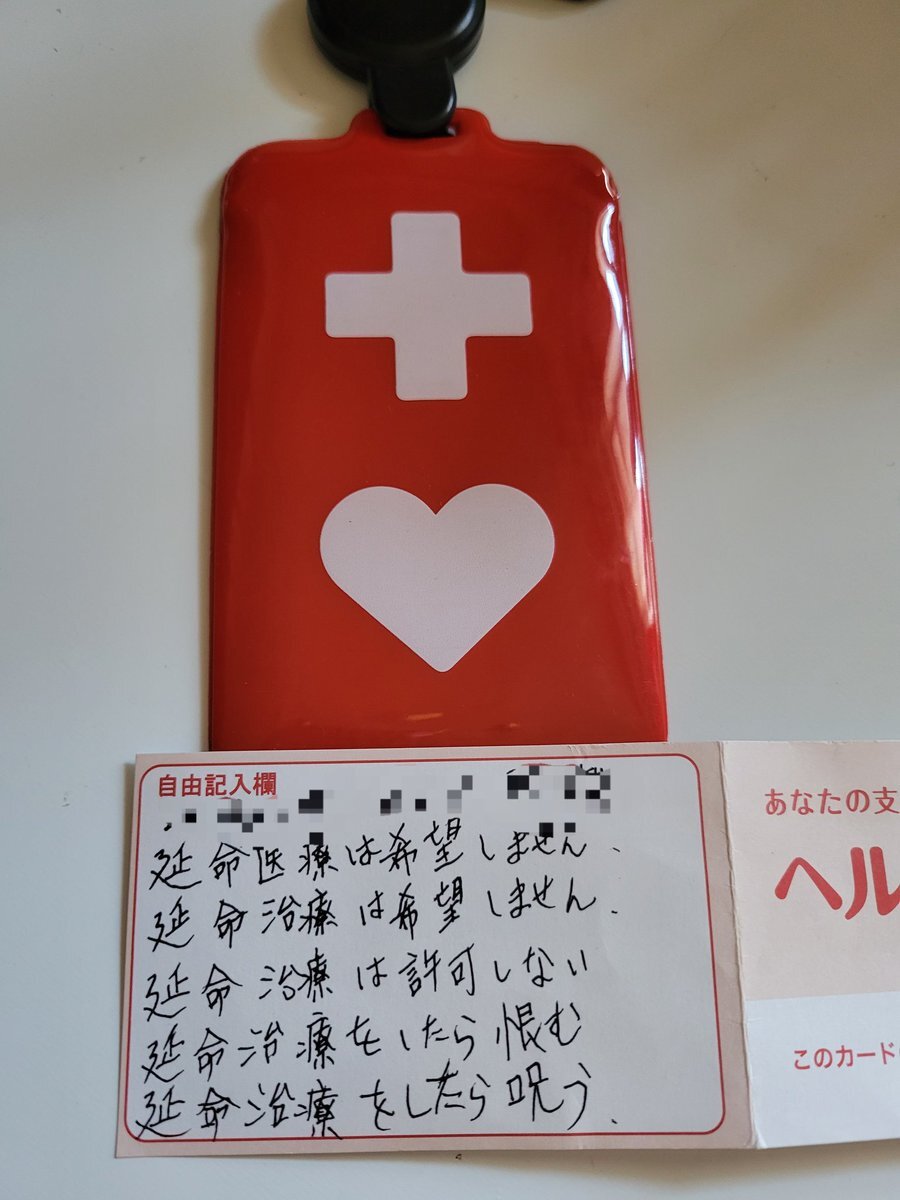 自由記入欄
延命医療は希望しません.
延命治療は希望しません.
延命治療は許可しない
延命治療をしたら恨む
延命治療をしたら呪う.
あなたの支
ヘル
このカード